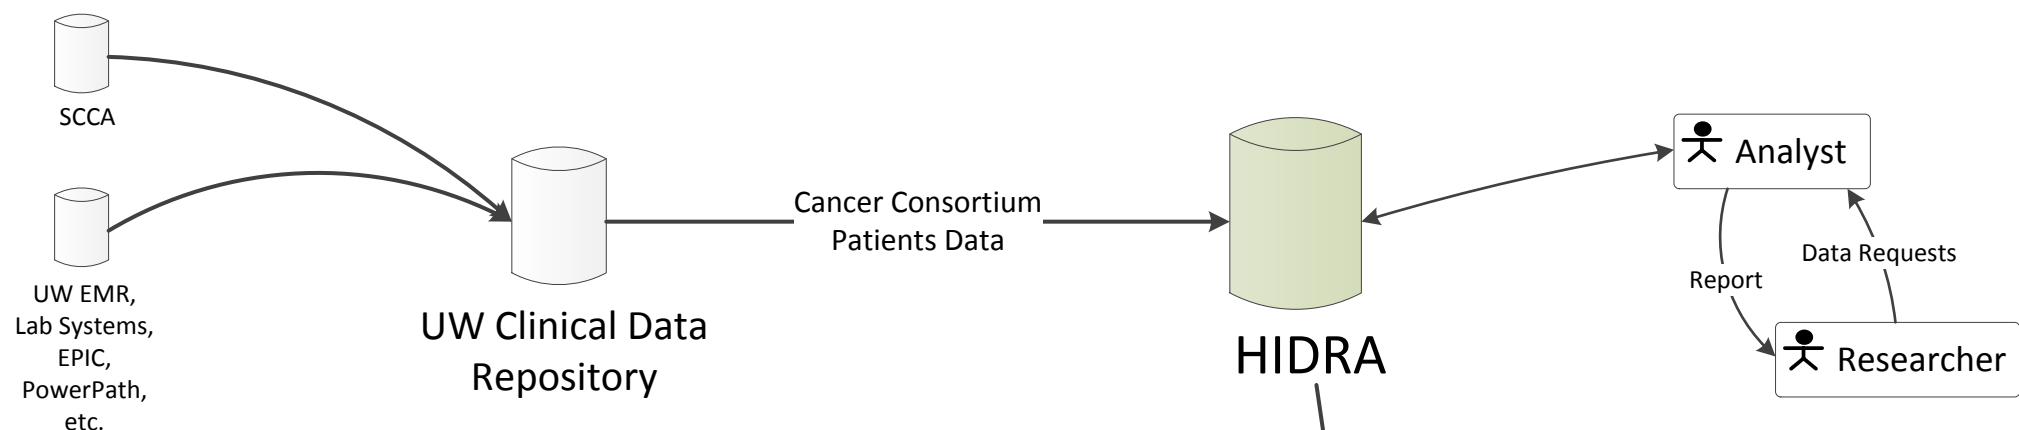 SCCA
UW EMR,
Lab Systems,
EPIC,
PowerPath,
etc.
UW Clinical Data
Repository
Cancer Consortium
Patients Data
HIDRA
Analyst
Report
Data Requests
Researcher